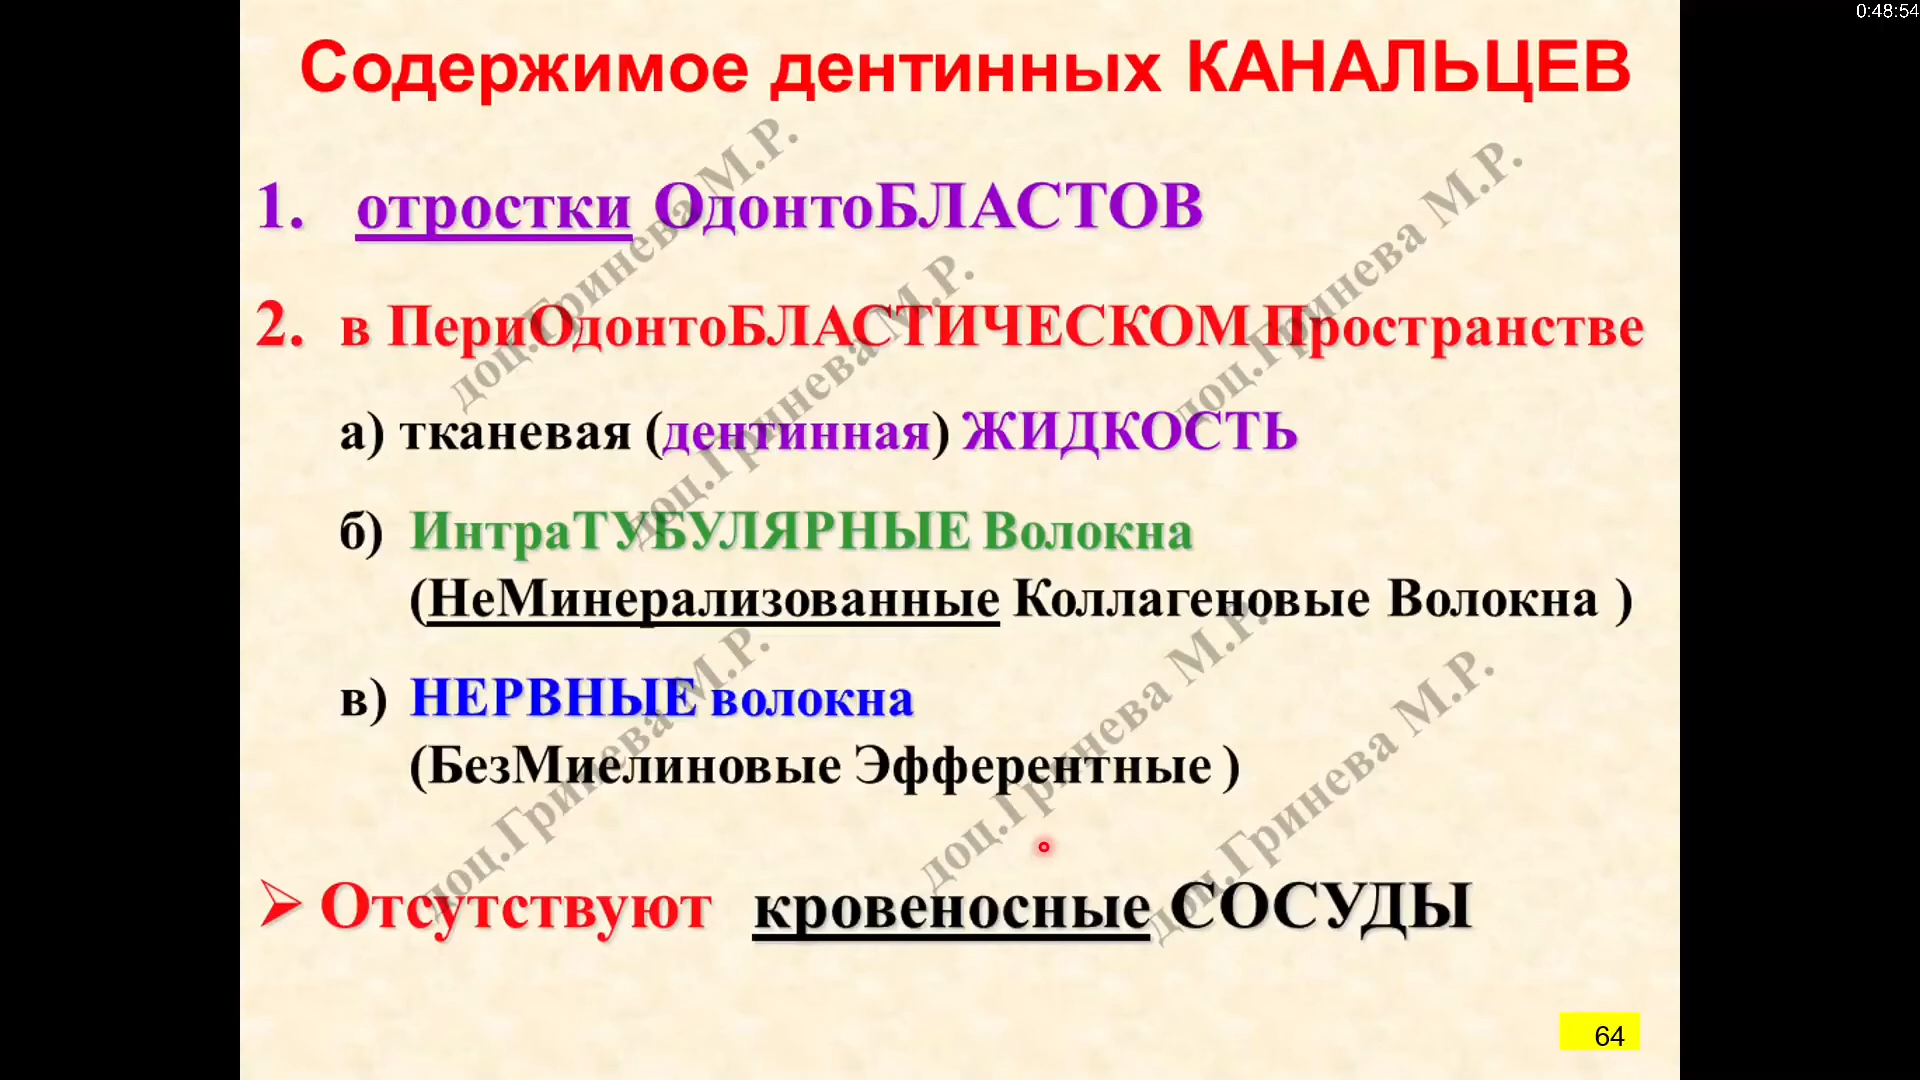 0:48:54
Содержимое дентинных КАНАЛЬЦЕВ
1. отростки ОдонтоБЛАСТОВ
2. в ПериОдонтоБЛАСТИЧЕСКОМ Пространстве
а) тканевая (дентинная) ЖИДКОСТЬ
б) ИнтраТУБУЛЯРНЫЕ Волокна
(НеМинерализованные Коллагеновые Волокна )
в) НЕРВНЫЕ волокна
(БезМиелиновые Эфферентные )
➢ Отсутствуют кровеносные СОСУДЫ
64
доц.Гринева М.Р.
доц.Гринева М.Р.
доц.Гринева М.Р.
доц.Гринева М.Р.
доц.Гринева М.Р.
доц.Гринева М.Р.